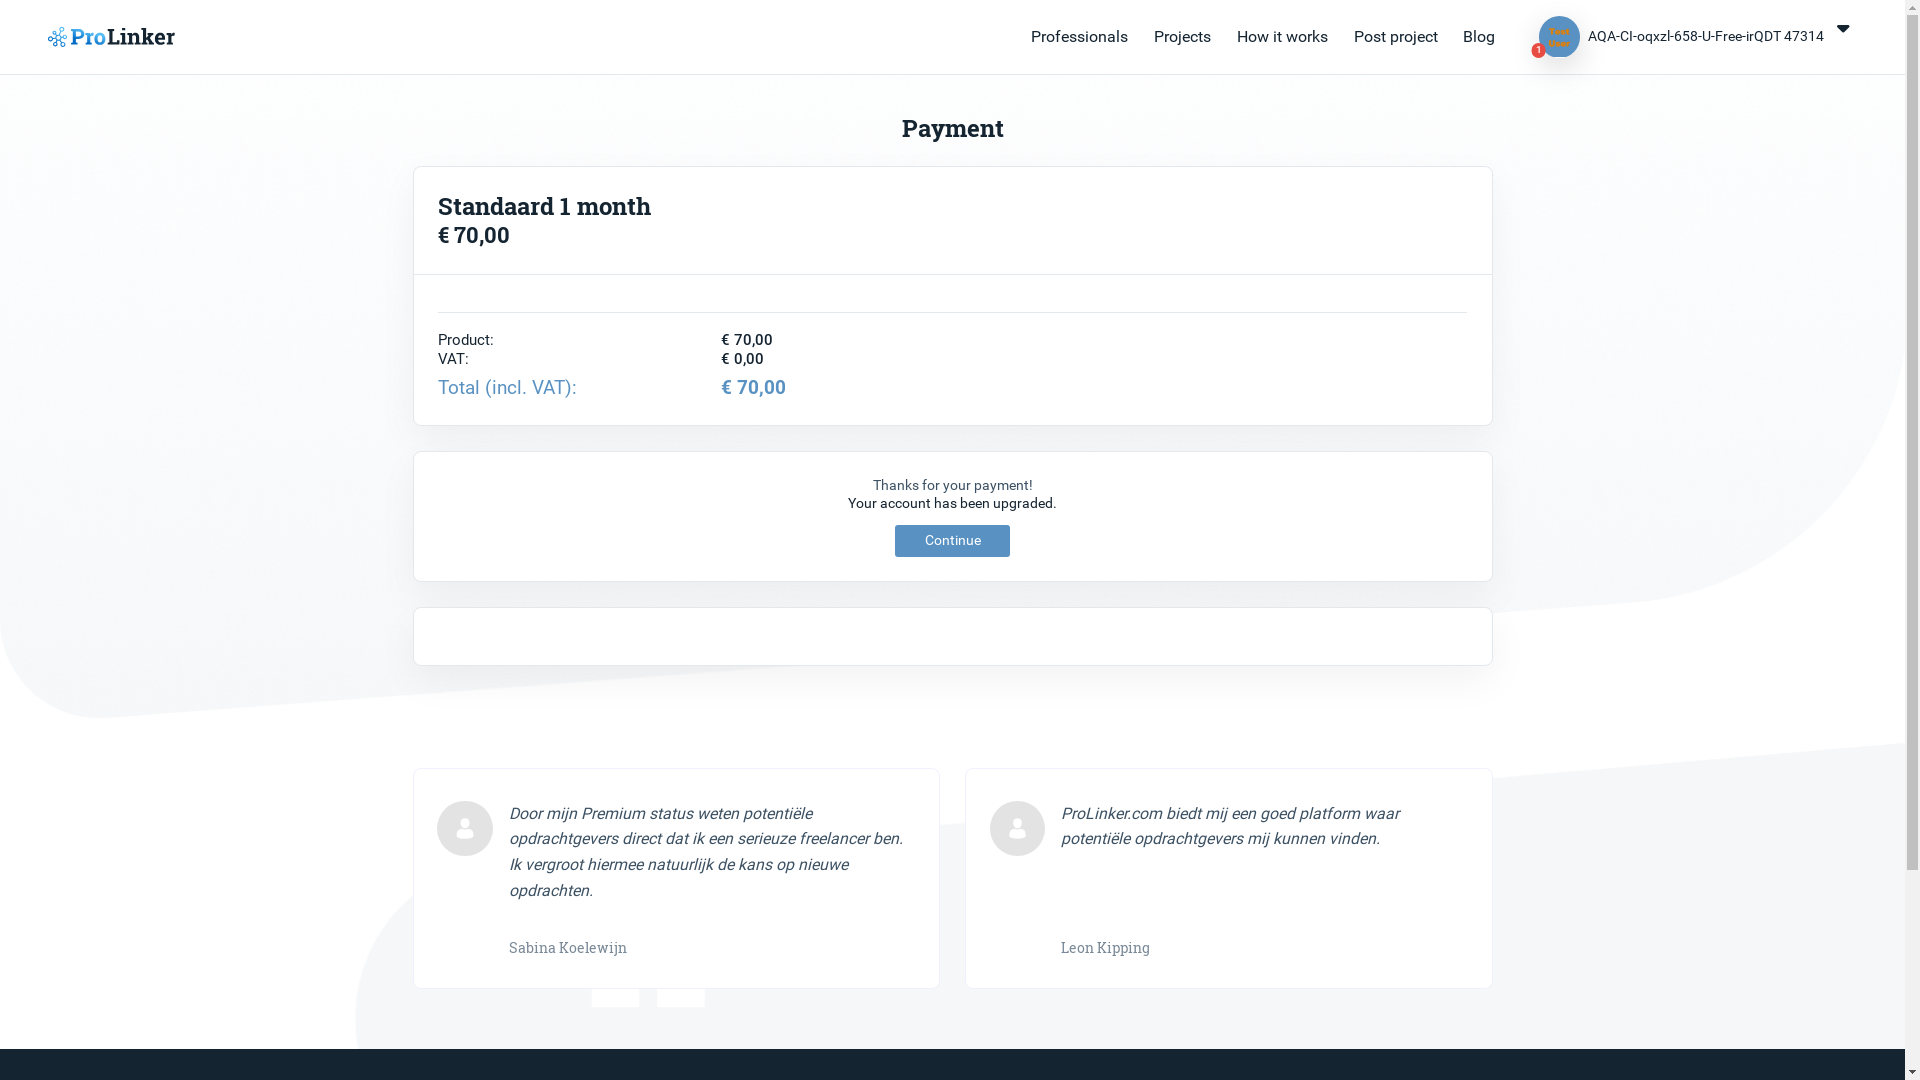 ProLinker
Professionals Projects How it works Post project Blog
1
Test
User
AQA-CI-oqxzl-658-U-Free-irQDT 47314
Payment
Standaard 1 month
€ 70,00
Product: € 70,00
VAT: € 0,00
Total (incl. VAT): € 70,00
Thanks for your payment!
Your account has been upgraded.
Continue
Door mijn Premium status weten potentiële
opdrachtgevers direct dat ik een serieuze freelancer ben.
Ik vergroot hiermee natuurlijk de kans op nieuwe
opdrachten.
Sabina Koelewijn
ProLinker.com biedt mij een goed platform waar
potentiële opdrachtgevers mij kunnen vinden.
Leon Kipping